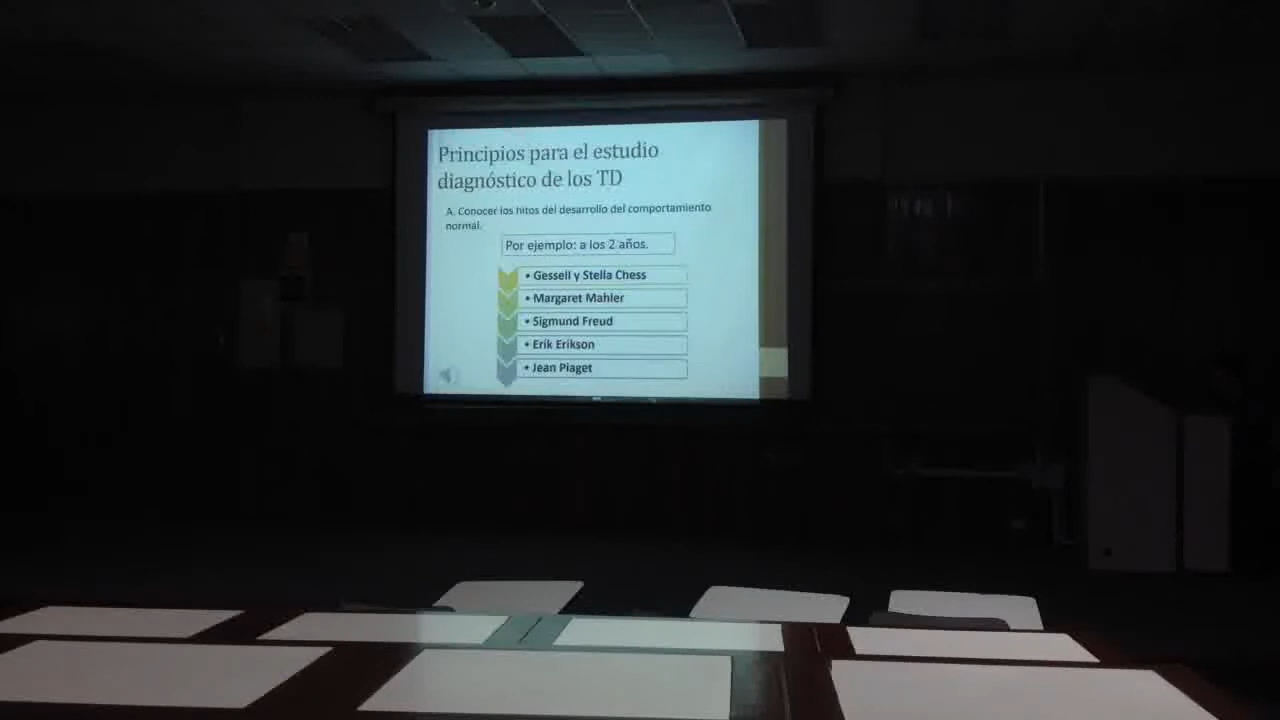 Principios para el estudio
diagnóstico de los TD
A. Conocer los hitos del desarrollo del comportamiento
normal.
Por ejemplo: a los 2 años.
• Gessell y Stella Chess
• Margaret Mahler
• Sigmund Freud
• Erik Erikson
• Jean Piaget